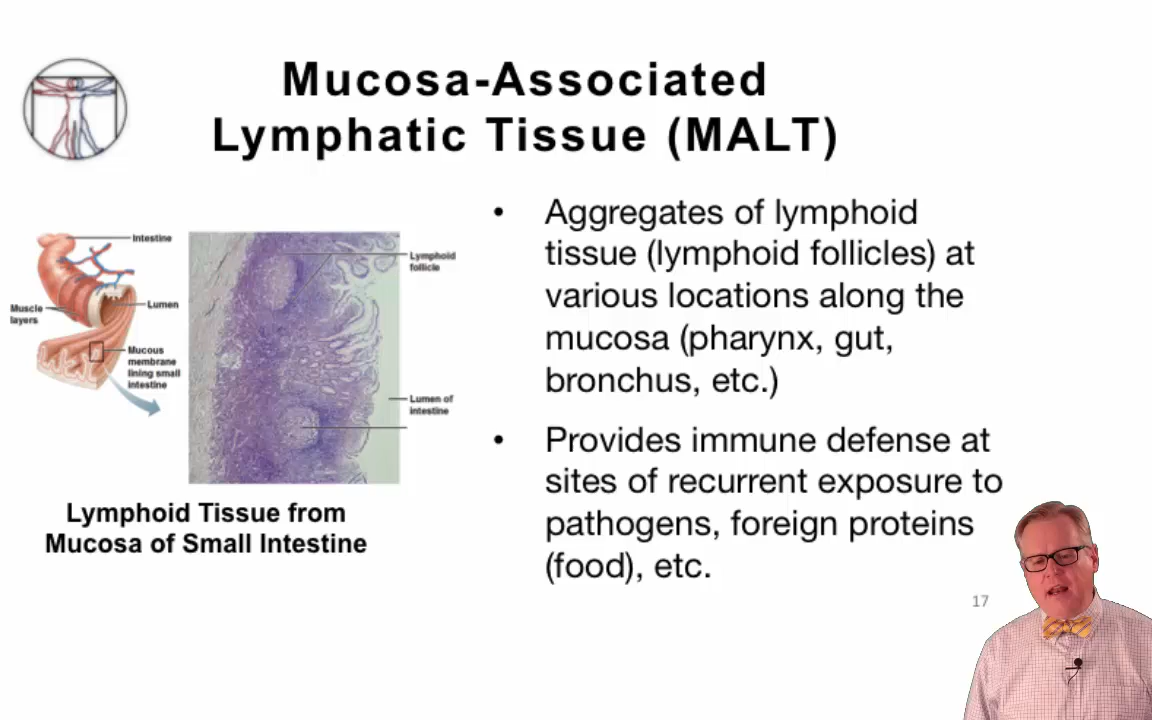 Mucosa-Associated
Lymphatic Tissue (MALT)
Intestine
Muscle
layers
Lumen
Mucous
membrane
lining small
intestine
Lymphoid
follicle
Lumen of
intestine
Lymphoid Tissue from
Mucosa of Small Intestine
• Aggregates of lymphoid
tissue (lymphoid follicles) at
various locations along the
mucosa (pharynx, gut,
bronchus, etc.)
• Provides immune defense at
sites of recurrent exposure to
pathogens, foreign proteins
(food), etc.
17